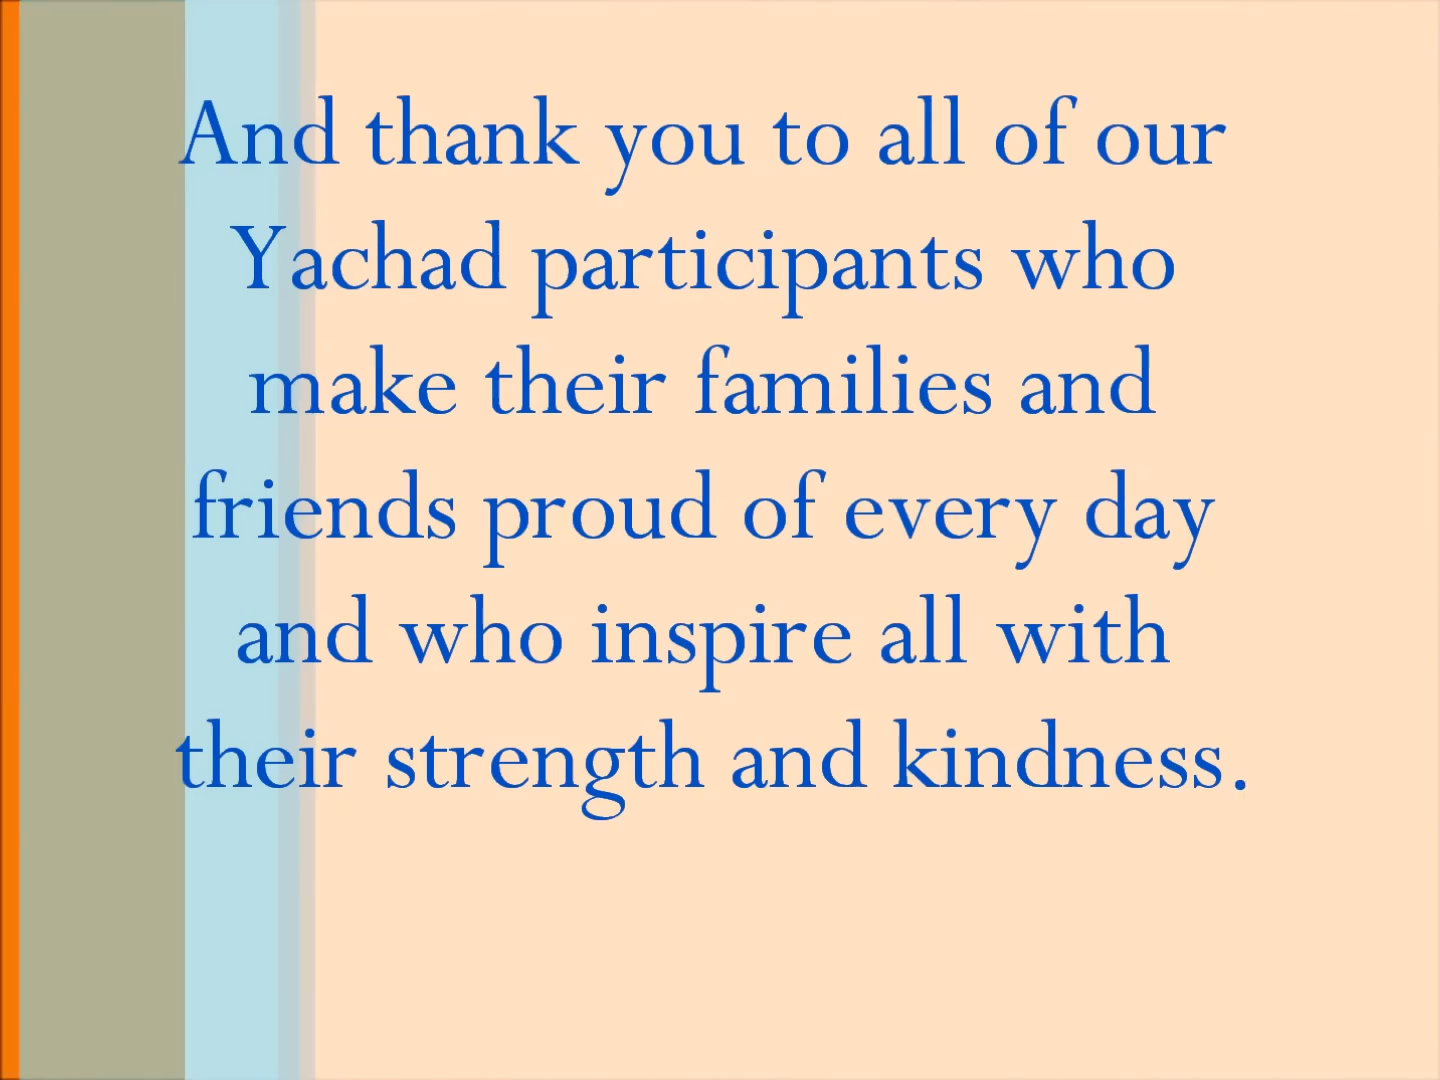 And thank you to all of our
Yachad participants who
make their families and
friends proud of every day
and who inspire all with
their strength and kindness.